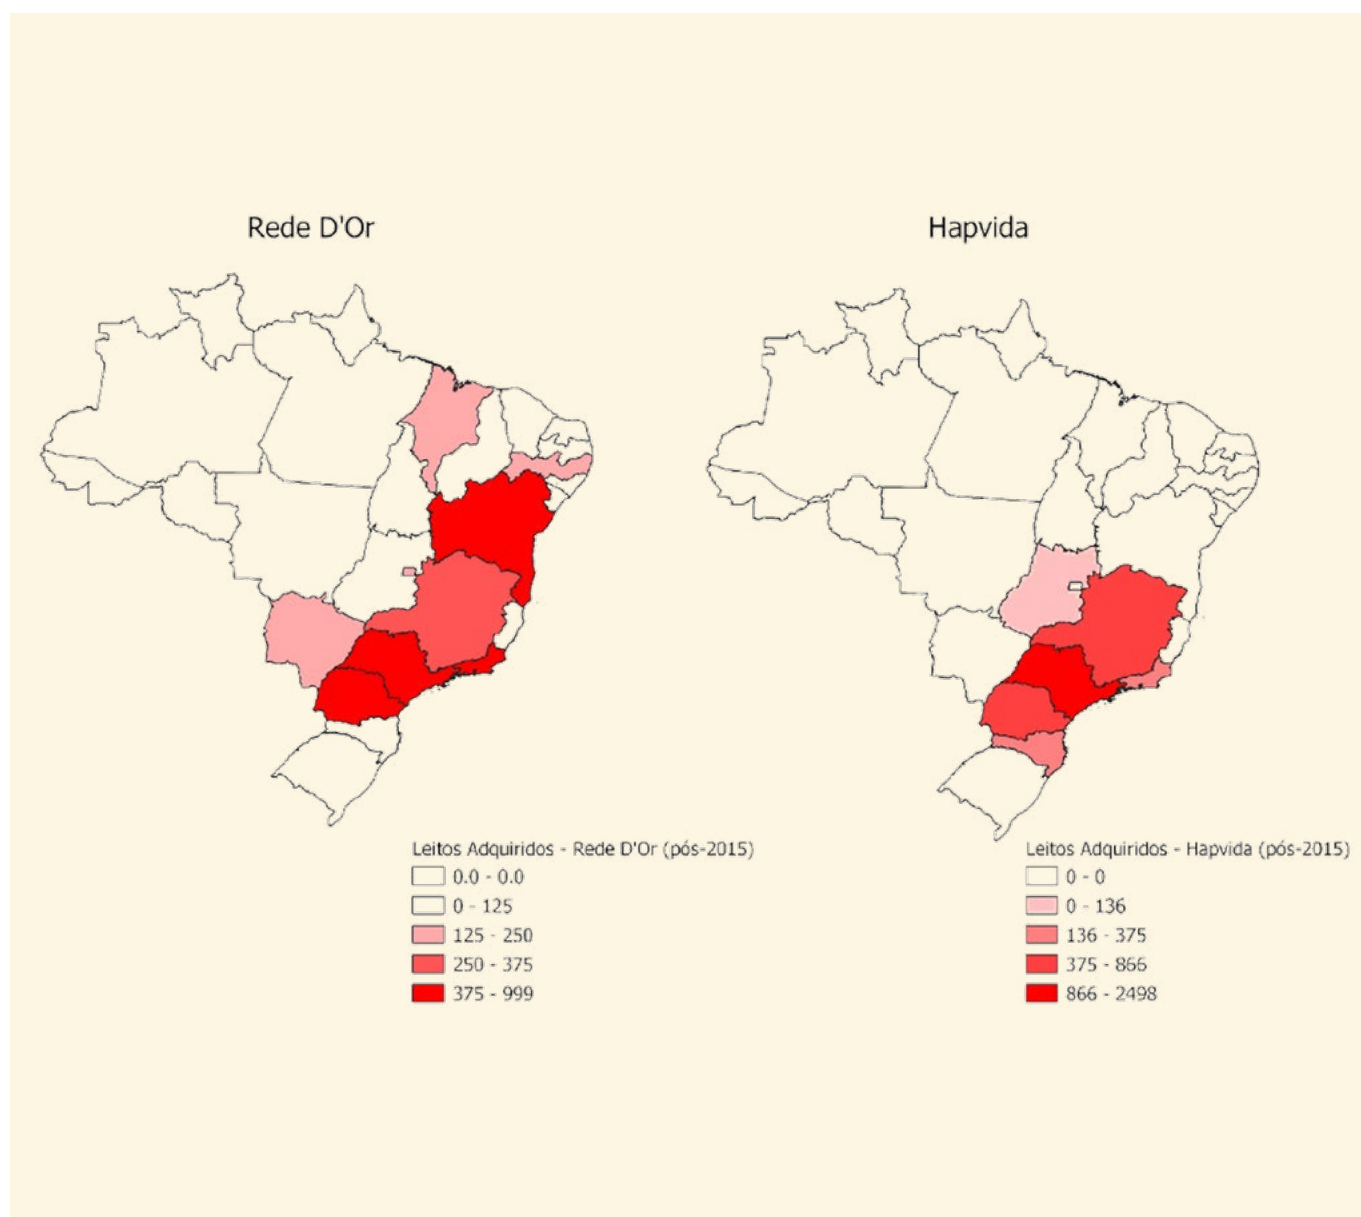 Rede D'Or
Hapvida
Leitos Adquiridos - Rede D'Or (pós-2015)
0.0 - 0.0
0 - 125
125 - 250
250 - 375
375 - 999
Leitos Adquiridos - Hapvida (pós-2015)
0 - 0
0 - 136
136 - 375
375 - 866
866 - 2498